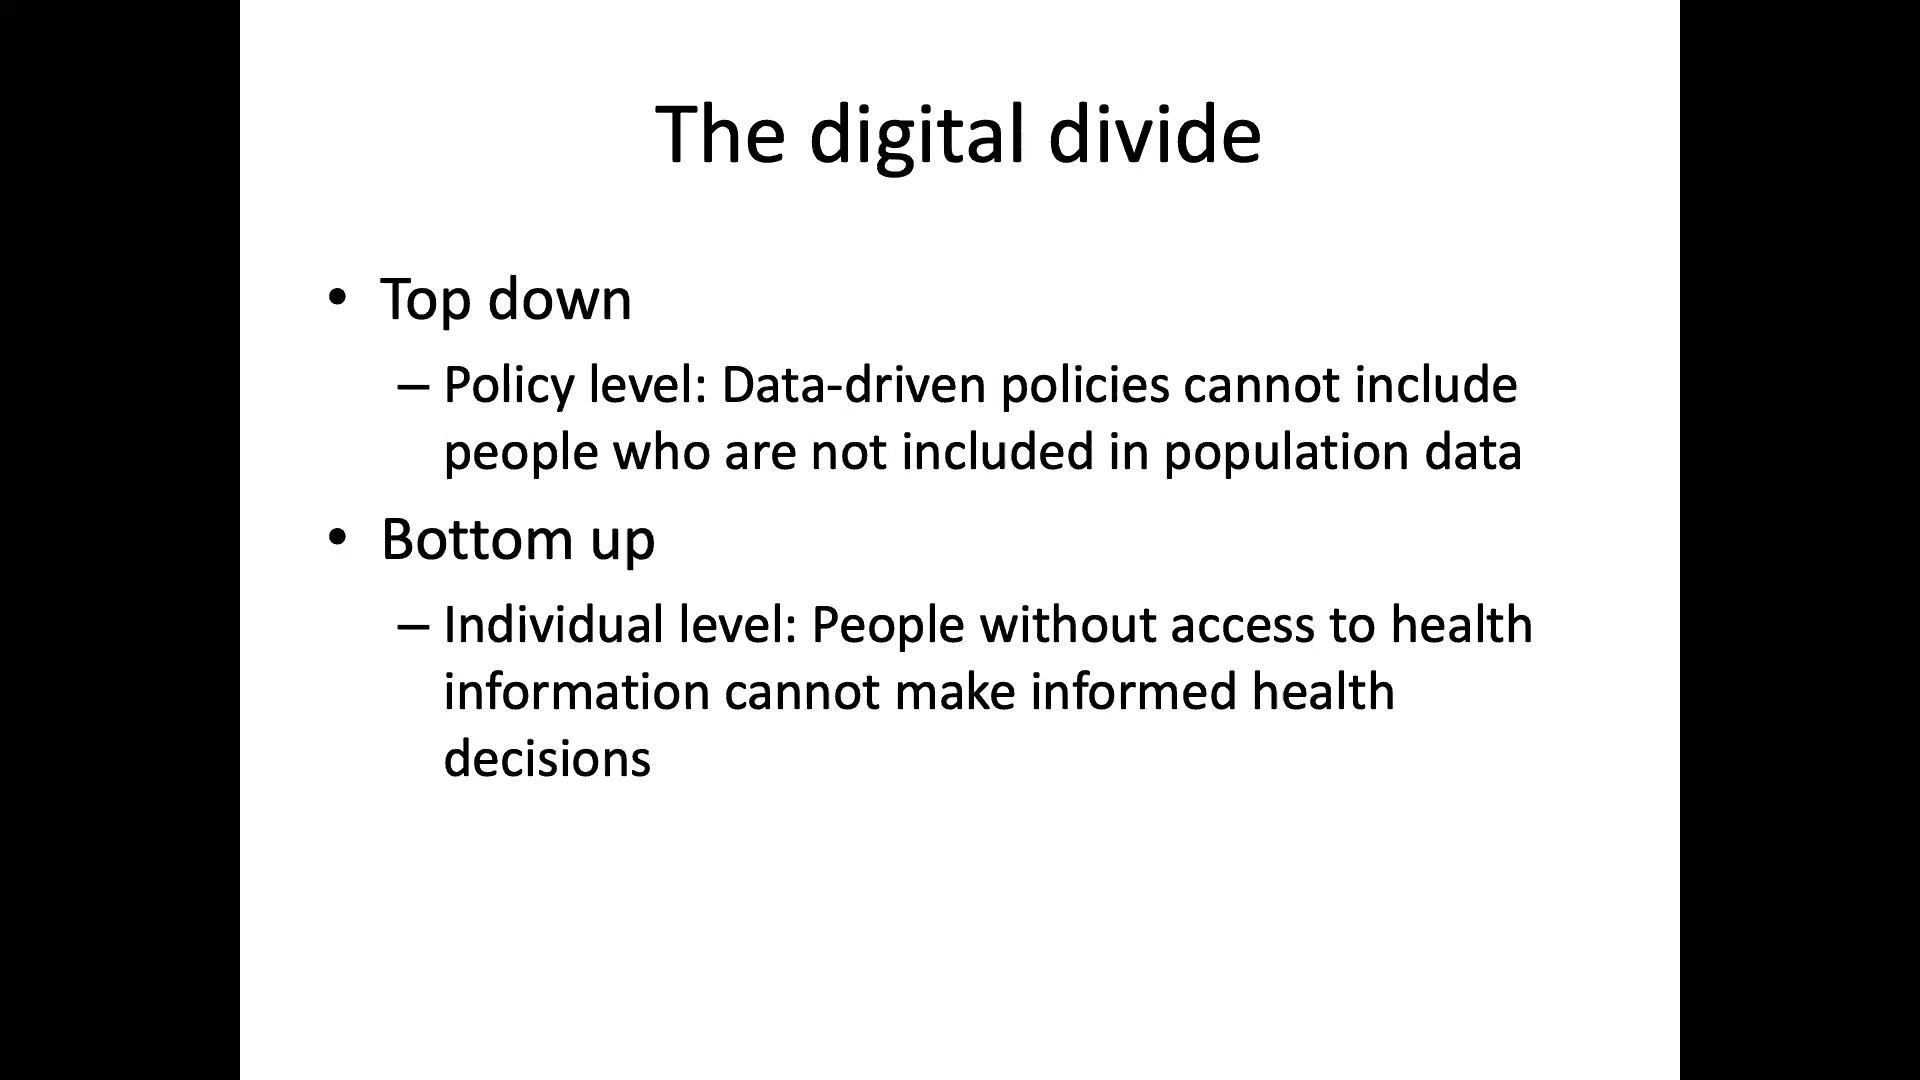 The digital divide
• Top down
– Policy level: Data-driven policies cannot include
people who are not included in population data
• Bottom up
– Individual level: People without access to health
information cannot make informed health
decisions